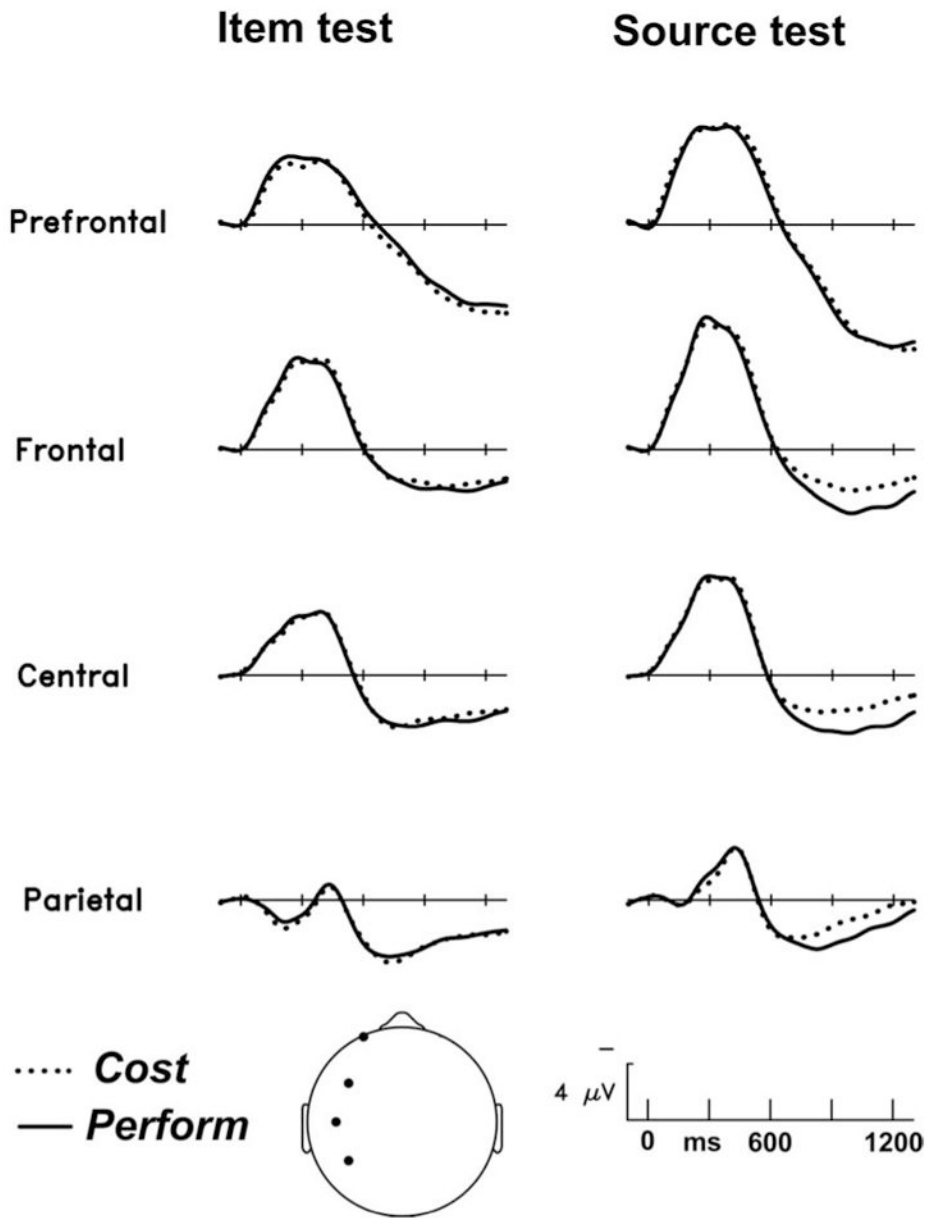 Item test Source test
Prefrontal
Frontal
Central
Parietal
Cost
Perform
–
4 μV
0 ms 600 1200